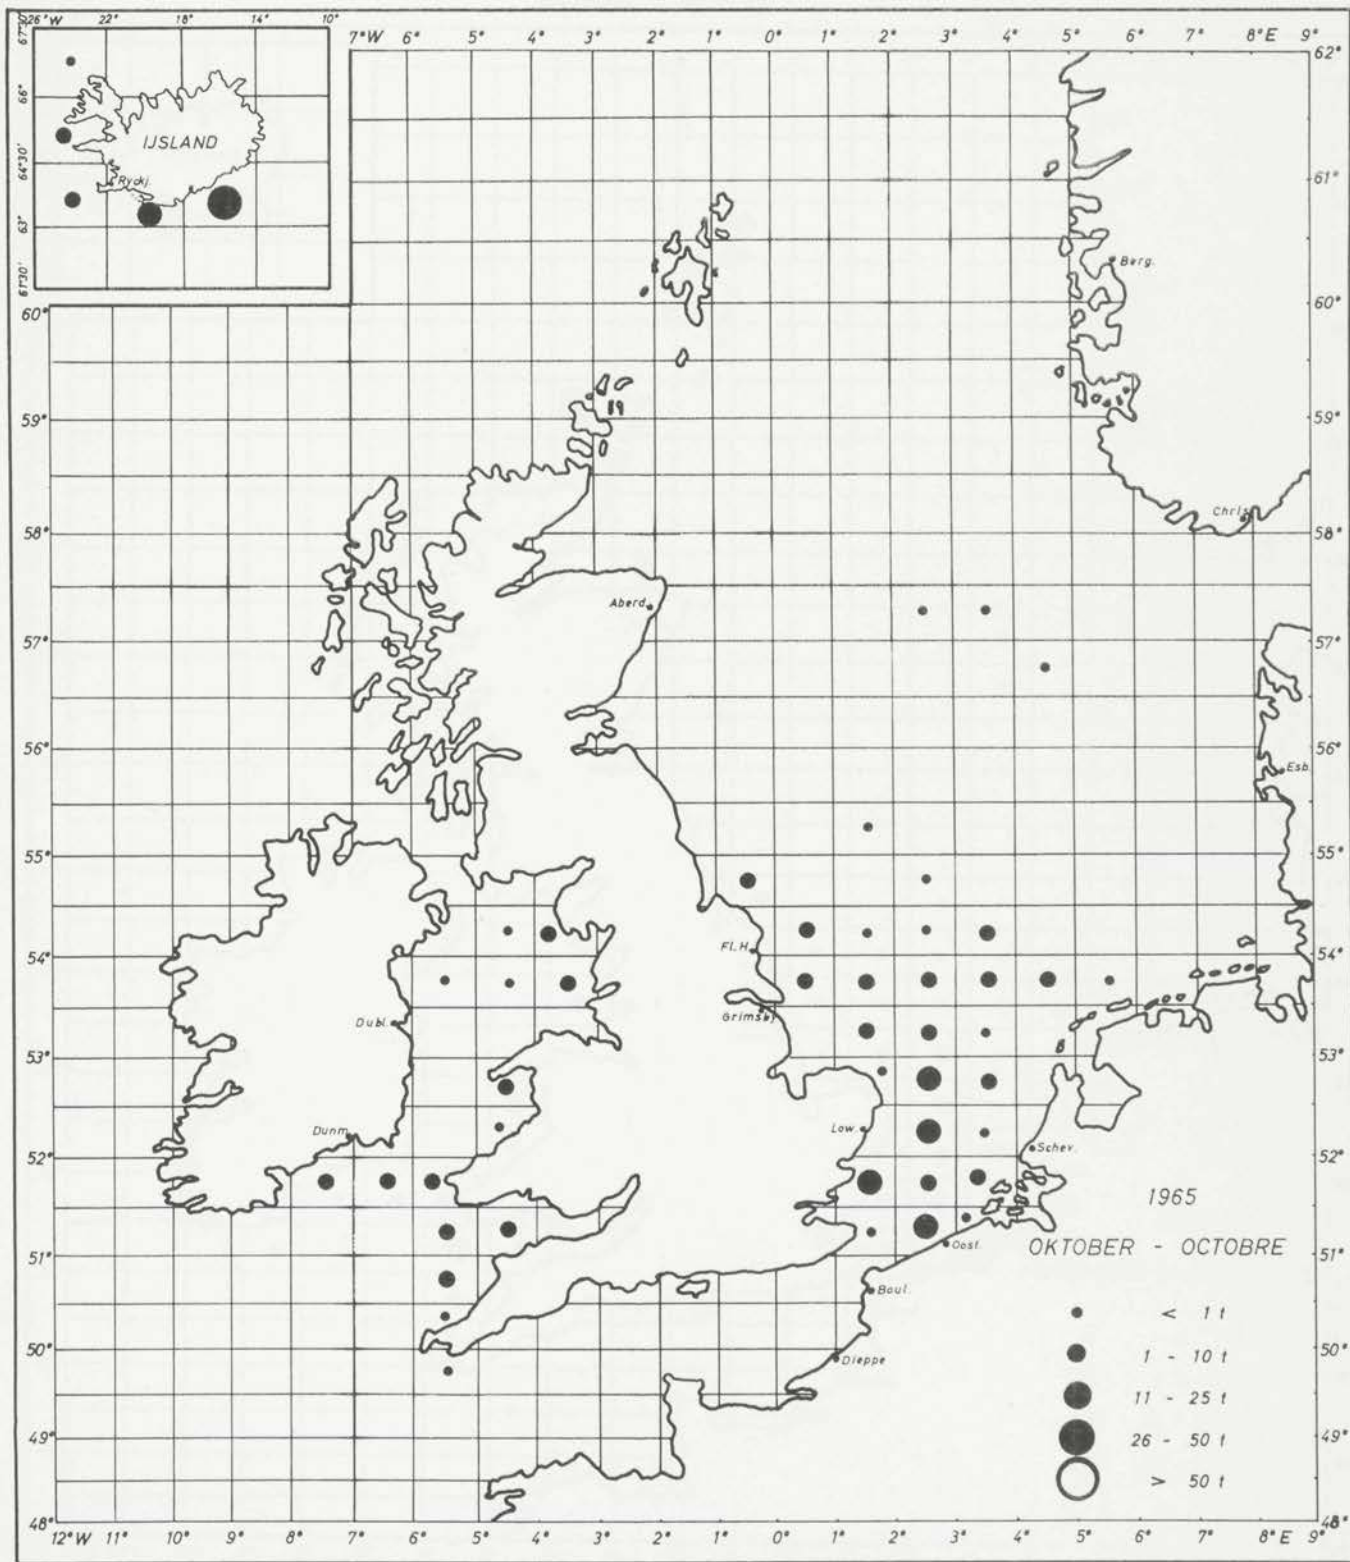 26°W 22° 18° 14° 10°
67°30'
66°
64°30'
63°
61°30'
IJSLAND
Ryckj.
7°W 6° 5° 4° 3° 2° 1° 0° 1° 2° 3° 4° 5° 6° 7° 8°E 9°
62°
61°
60° 60°
59° 59°
58° 58°
57° 57°
56° 56°
55° 55°
54° 54°
53° 53°
52° 52°
51° 51°
50° 50°
49° 49°
48° 48°
Berg.
Chris.
Aberd.
Esb.
Fl. H.
Grimsby
Dubl.
Dunm.
Low.
Schev.
Oost.
Boul.
Dieppe
1965
OKTOBER - OCTOBRE
< 1 t
1 - 10 t
11 - 25 t
26 - 50 t
> 50 t
12°W 11° 10° 9° 8° 7° 6° 5° 4° 3° 2° 1° 0° 1° 2° 3° 4° 5° 6° 7° 8°E 9°